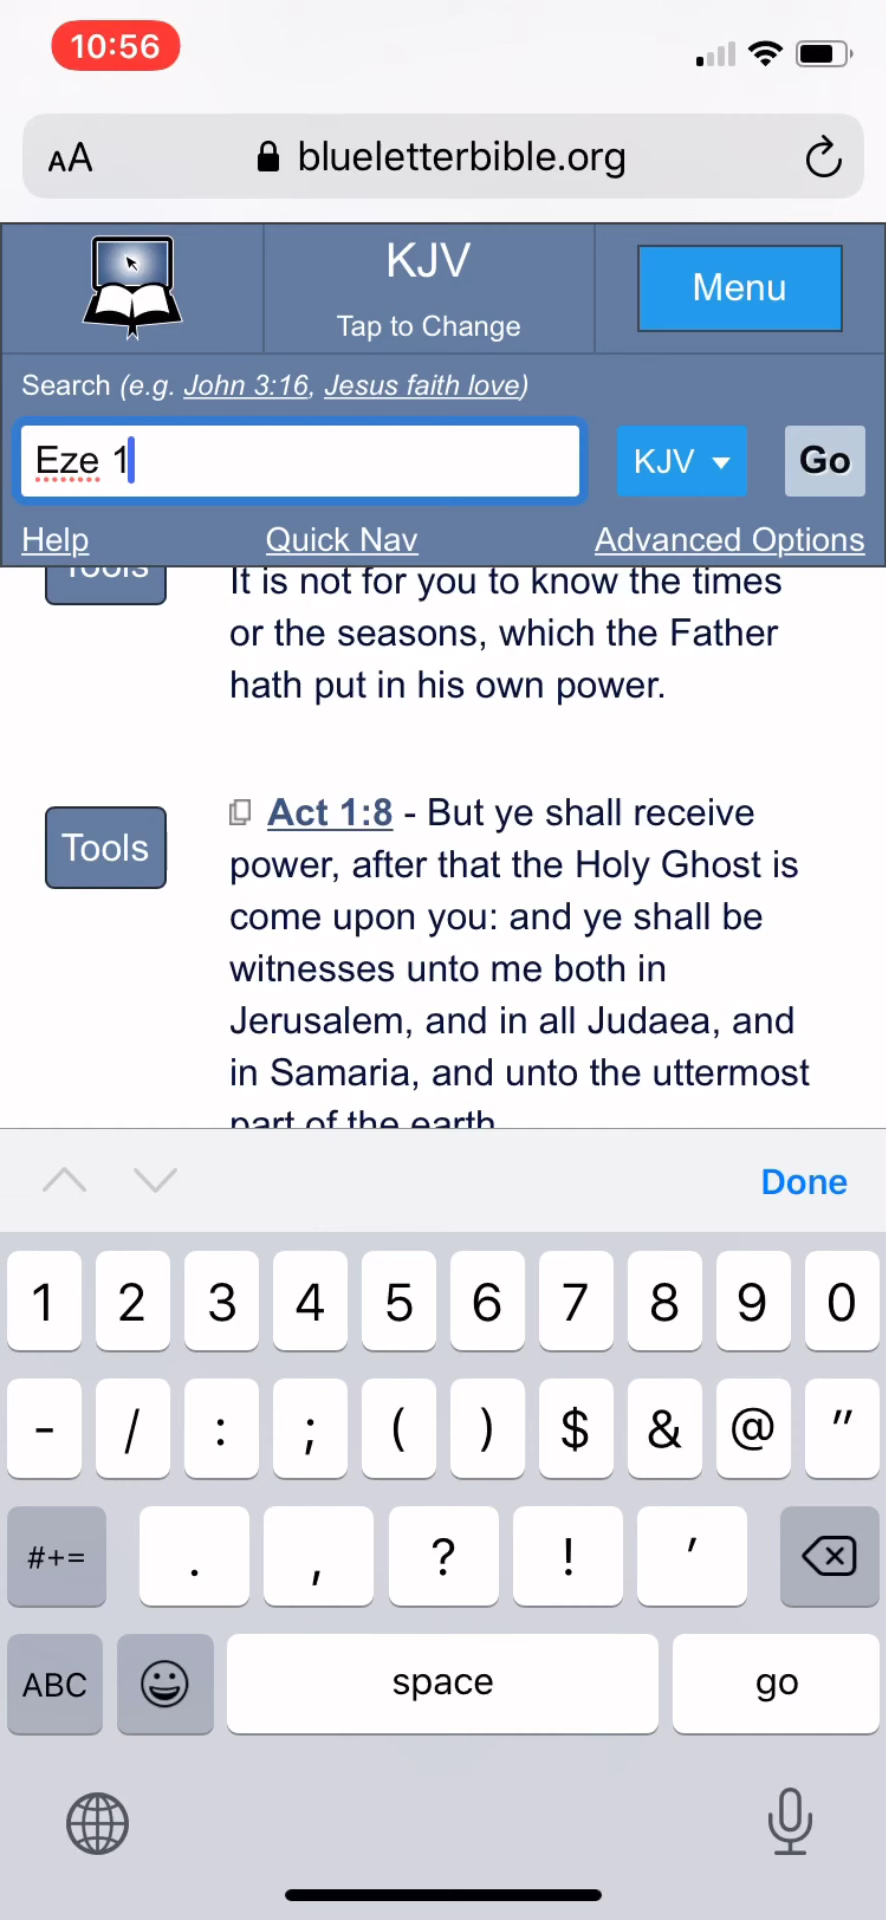 10:56
AA blueletterbible.org
KJV
Tap to Change
Menu
Search (e.g. John 3:16, Jesus faith love)
Eze 1
KJV
Go
Help Quick Nav Advanced Options
Tools
It is not for you to know the times
or the seasons, which the Father
hath put in his own power.
Tools
Act 1:8 - But ye shall receive
power, after that the Holy Ghost is
come upon you: and ye shall be
witnesses unto me both in
Jerusalem, and in all Judaea, and
in Samaria, and unto the uttermost
part of the earth
Done
1 2 3 4 5 6 7 8 9 0
- / : ; ( ) $ & @ "
#+= . , ? ! '
ABC space go